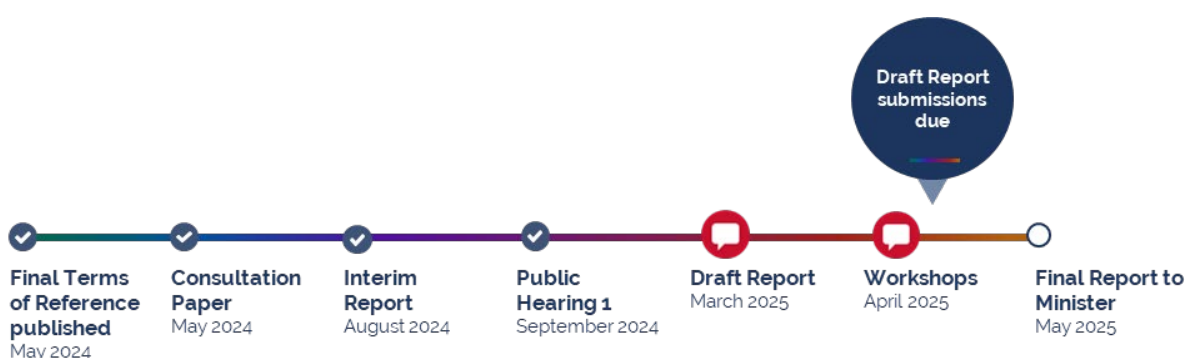 Draft Report
submissions
due
Final Terms
of Reference
published
May 2024
Consultation
Paper
May 2024
Interim
Report
August 2024
Public
Hearing 1
September 2024
Draft Report
March 2025
Workshops
April 2025
Final Report to
Minister
May 2025